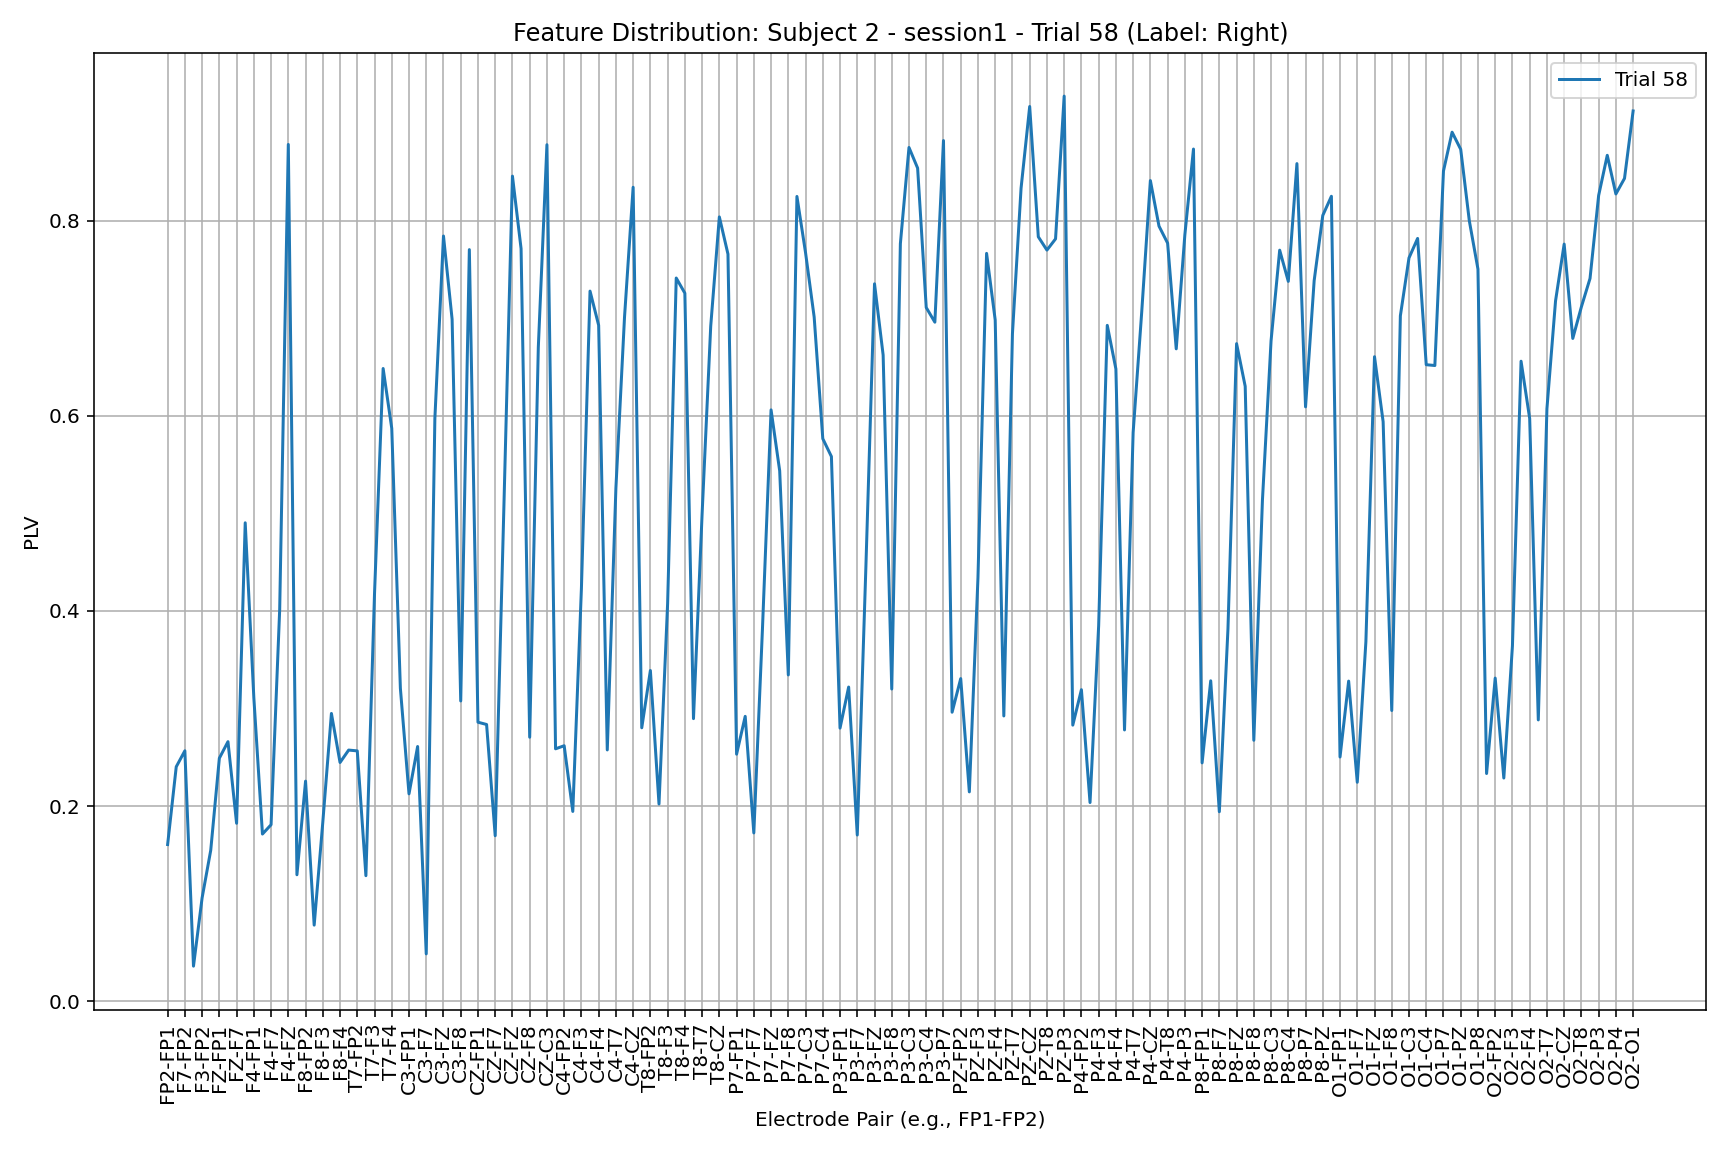 Feature Distribution: Subject 2 - session1 - Trial 58 (Label: Right)
Trial 58
PLV
0.8
0.6
0.4
0.2
0.0
FP2-FP1
F7-FP2
F3-FP2
FZ-FP1
FZ-F7
F4-FP1
F4-F7
F4-FZ
F8-FP2
F8-F3
F8-F4
T7-FP2
T7-F3
T7-F4
C3-FP1
C3-F7
C3-FZ
C3-F8
CZ-FP1
CZ-F7
CZ-FZ
CZ-F8
CZ-C3
C4-FP2
C4-F3
C4-F4
C4-T7
C4-CZ
T8-FP2
T8-F3
T8-F4
T8-T7
T8-CZ
P7-FP1
P7-F7
P7-FZ
P7-F8
P7-C3
P7-C4
P3-FP1
P3-F7
P3-FZ
P3-F8
P3-C3
P3-C4
P3-P7
PZ-FP2
PZ-F3
PZ-F4
PZ-T7
PZ-CZ
PZ-T8
PZ-P3
P4-FP2
P4-F3
P4-F4
P4-T7
P4-CZ
P4-T8
P4-P3
P8-FP1
P8-F7
P8-FZ
P8-F8
P8-C3
P8-C4
P8-P7
P8-PZ
O1-FP1
O1-F7
O1-FZ
O1-F8
O1-C3
O1-C4
O1-P7
O1-PZ
O1-P8
O2-FP2
O2-F3
O2-F4
O2-T7
O2-CZ
O2-T8
O2-P3
O2-P4
O2-O1
Electrode Pair (e.g., FP1-FP2)